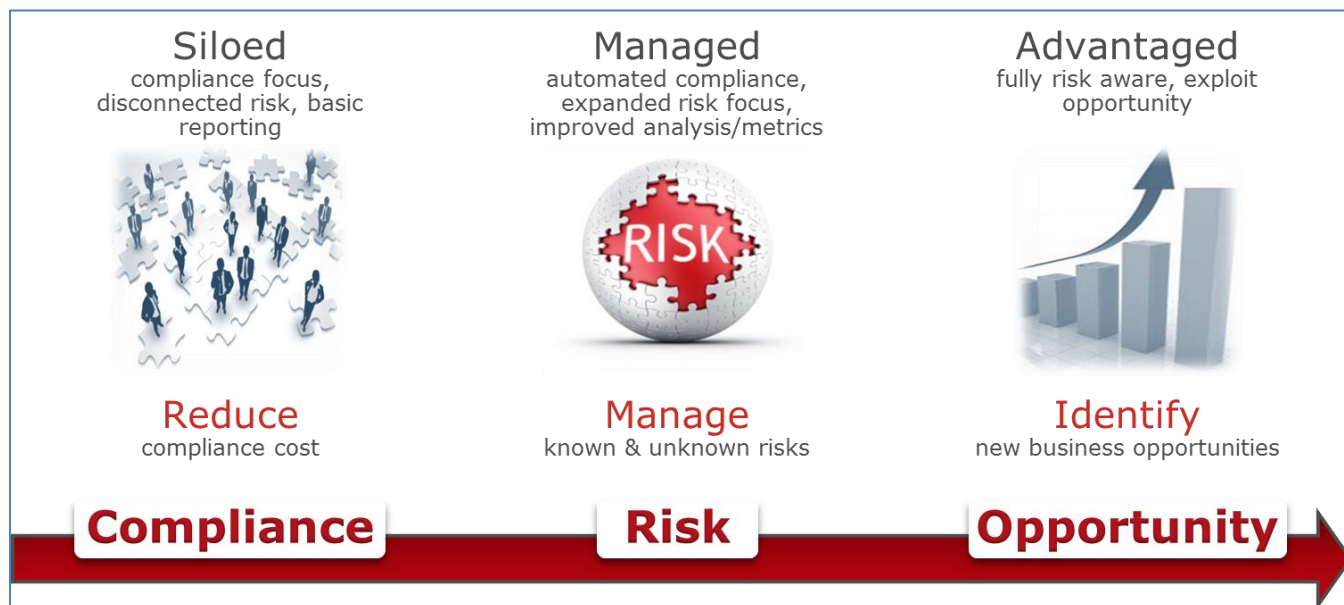 Siloed
compliance focus,
disconnected risk, basic
reporting
Managed
automated compliance,
expanded risk focus,
improved analysis/metrics
Advantaged
fully risk aware, exploit
opportunity
RISK
Reduce
compliance cost
Manage
known & unknown risks
Identify
new business opportunities
Compliance
Risk
Opportunity